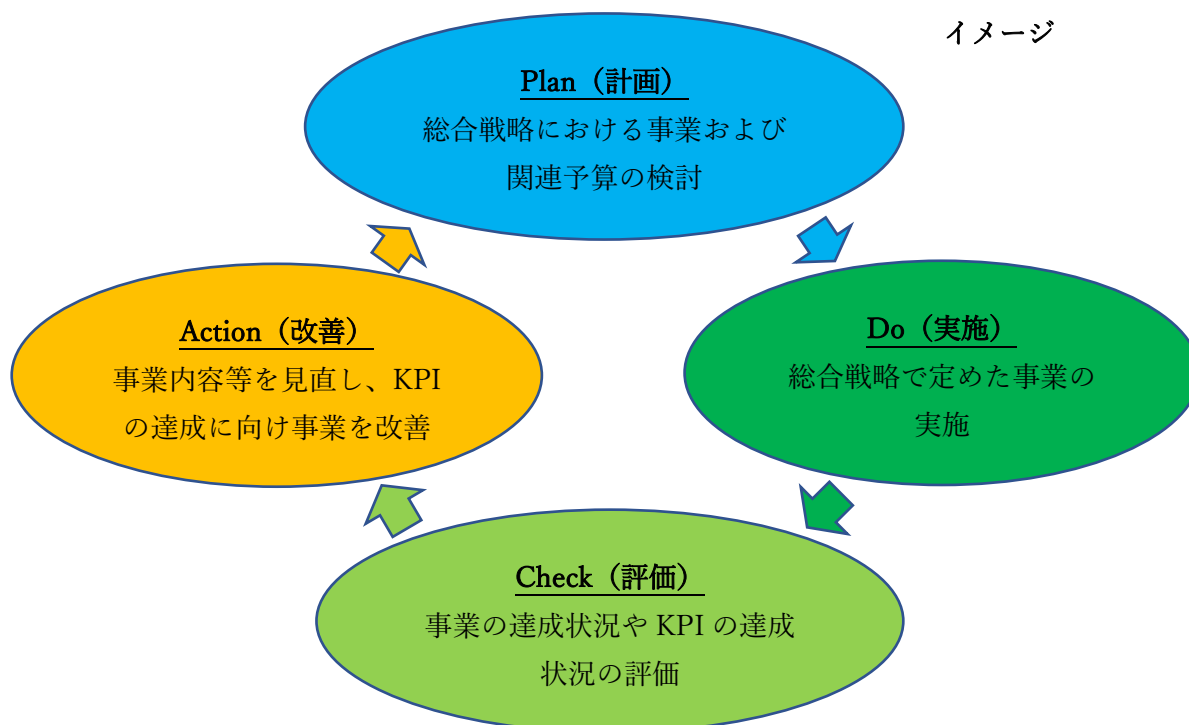 イメージ
Plan（計画）
総合戦略における事業および
関連予算の検討
Action（改善）
事業内容等を見直し、KPI
の達成に向け事業を改善
Do（実施）
総合戦略で定めた事業の
実施
Check（評価）
事業の達成状況や KPI の達成
状況の評価